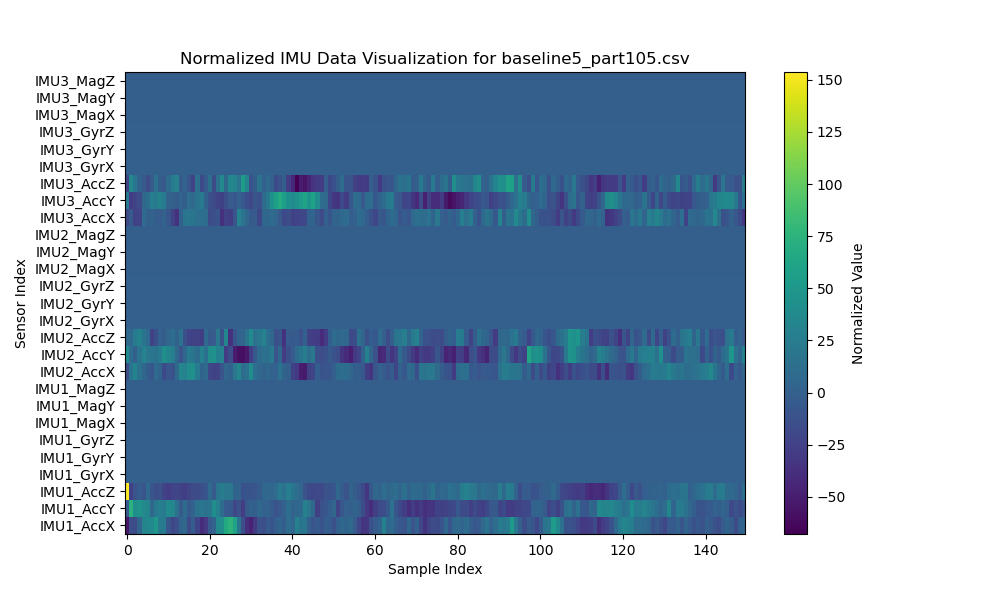 Normalized IMU Data Visualization for baseline5_part105.csv
IMU3_MagZ
IMU3_MagY
IMU3_MagX
IMU3_GyrZ
IMU3_GyrY
IMU3_GyrX
IMU3_AccZ
IMU3_AccY
IMU3_AccX
IMU2_MagZ
IMU2_MagY
IMU2_MagX
IMU2_GyrZ
IMU2_GyrY
IMU2_GyrX
IMU2_AccZ
IMU2_AccY
IMU2_AccX
IMU1_MagZ
IMU1_MagY
IMU1_MagX
IMU1_GyrZ
IMU1_GyrY
IMU1_GyrX
IMU1_AccZ
IMU1_AccY
IMU1_AccX
Sensor Index
0 20 40 60 80 100 120 140
Sample Index
150
125
100
75
50
25
0
−25
−50
Normalized Value